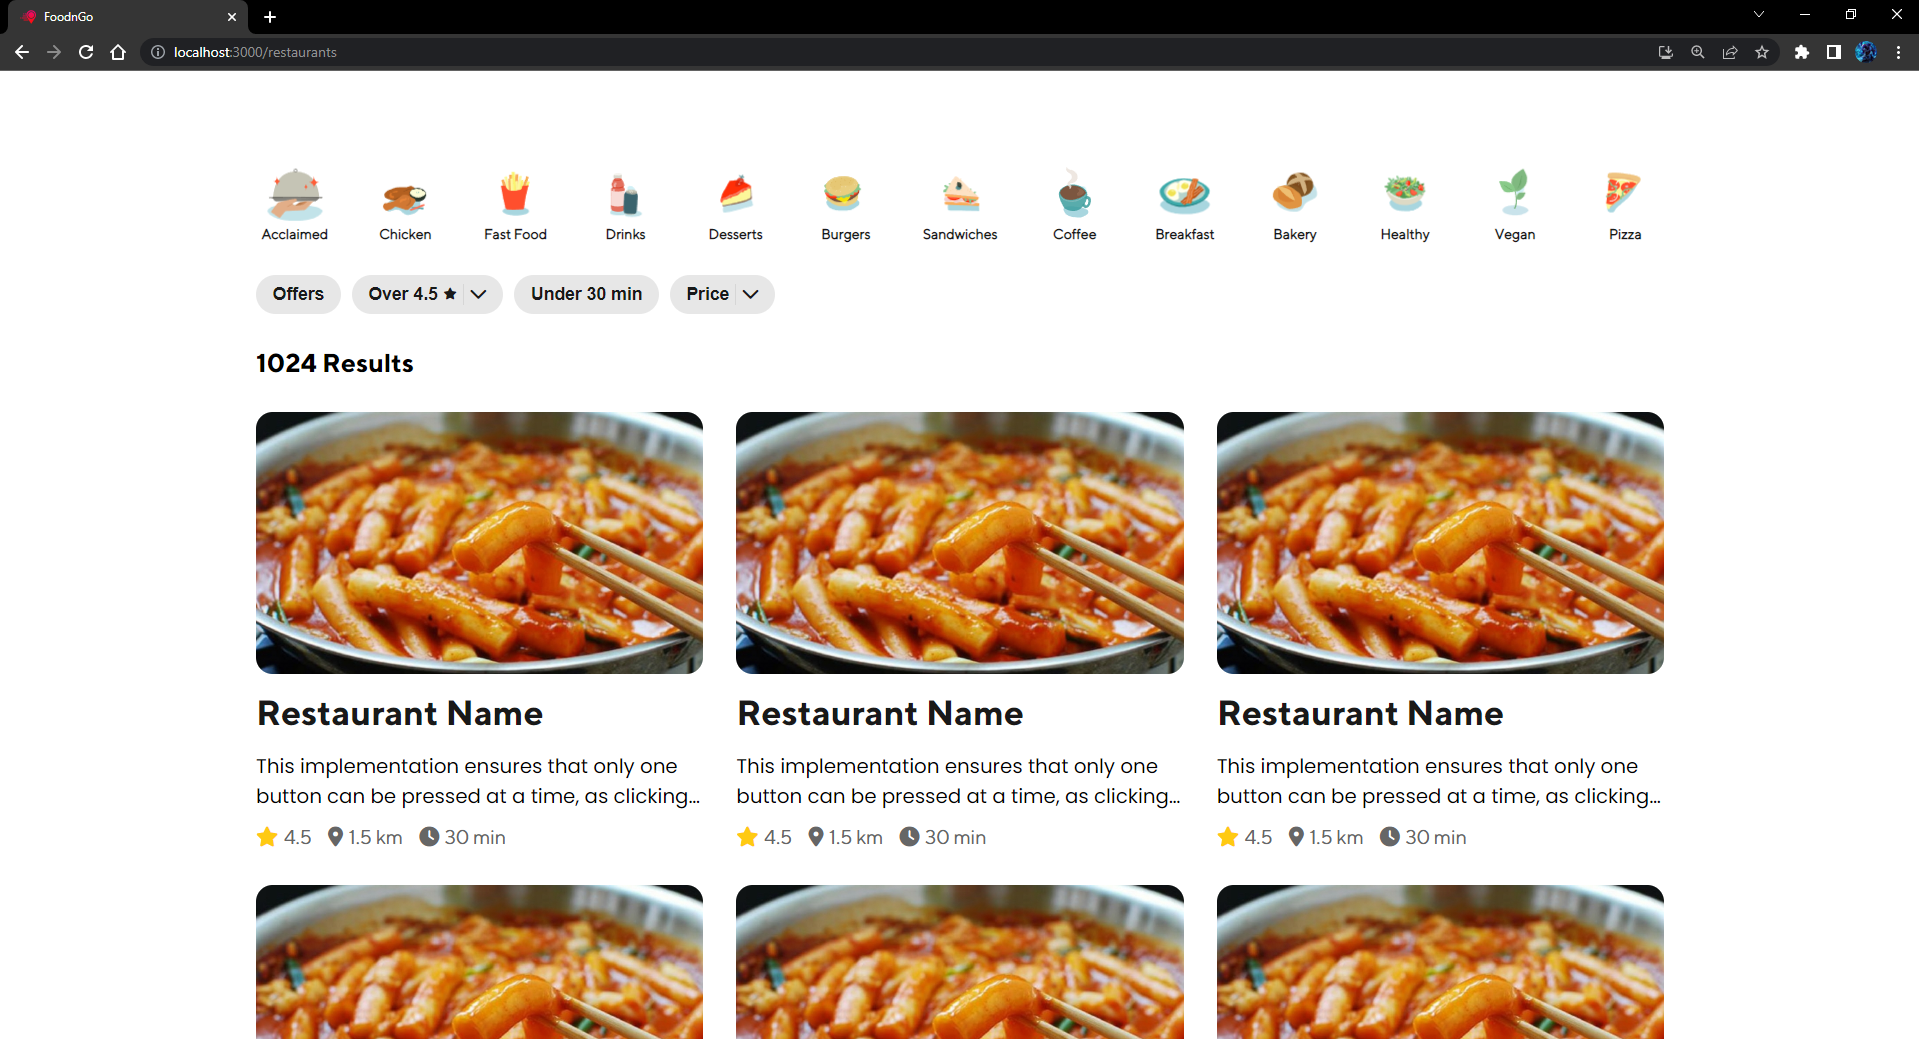 FoodnGo
localhost:3000/restaurants
Acclaimed
Chicken
Fast Food
Drinks
Desserts
Burgers
Sandwiches
Coffee
Breakfast
Bakery
Healthy
Vegan
Pizza
Offers
Over 4.5
Under 30 min
Price
1024 Results
Restaurant Name
This implementation ensures that only one
button can be pressed at a time, as clicking...
4.5 1.5 km 30 min
Restaurant Name
This implementation ensures that only one
button can be pressed at a time, as clicking...
4.5 1.5 km 30 min
Restaurant Name
This implementation ensures that only one
button can be pressed at a time, as clicking...
4.5 1.5 km 30 min